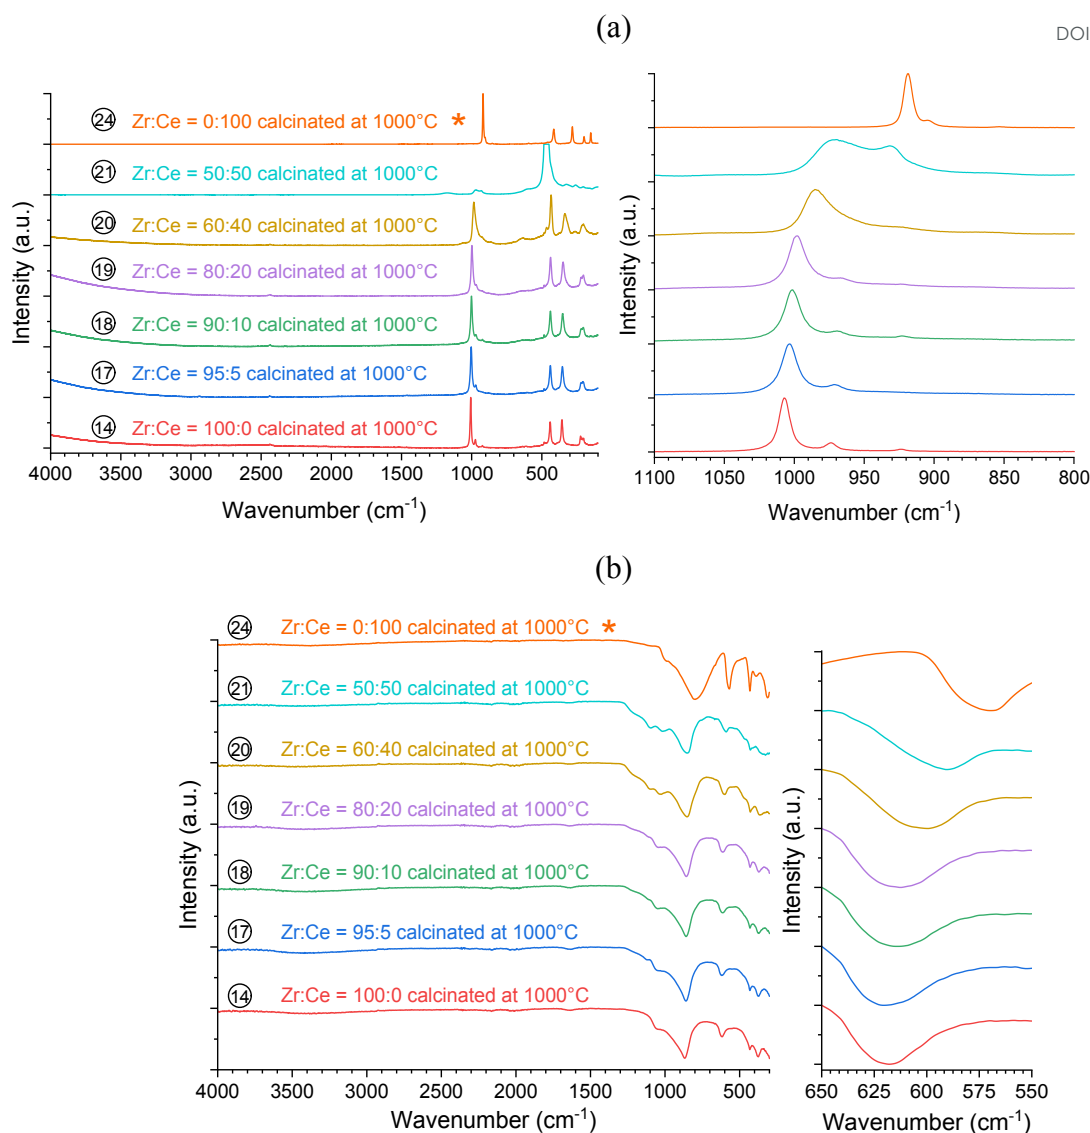 (a)
DOI
24 Zr:Ce = 0:100 calcinated at 1000°C *
21 Zr:Ce = 50:50 calcinated at 1000°C
20 Zr:Ce = 60:40 calcinated at 1000°C
19 Zr:Ce = 80:20 calcinated at 1000°C
18 Zr:Ce = 90:10 calcinated at 1000°C
17 Zr:Ce = 95:5 calcinated at 1000°C
14 Zr:Ce = 100:0 calcinated at 1000°C
Intensity (a.u.)
4000 3500 3000 2500 2000 1500 1000 500
Wavenumber (cm⁻¹)
Intensity (a.u.)
1100 1050 1000 950 900 850 800
Wavenumber (cm⁻¹)
(b)
24 Zr:Ce = 0:100 calcinated at 1000°C *
21 Zr:Ce = 50:50 calcinated at 1000°C
20 Zr:Ce = 60:40 calcinated at 1000°C
19 Zr:Ce = 80:20 calcinated at 1000°C
18 Zr:Ce = 90:10 calcinated at 1000°C
17 Zr:Ce = 95:5 calcinated at 1000°C
14 Zr:Ce = 100:0 calcinated at 1000°C
Intensity (a.u.)
4000 3500 3000 2500 2000 1500 1000 500
Wavenumber (cm⁻¹)
Intensity (a.u.)
650 625 600 575 550
Wavenumber (cm⁻¹)